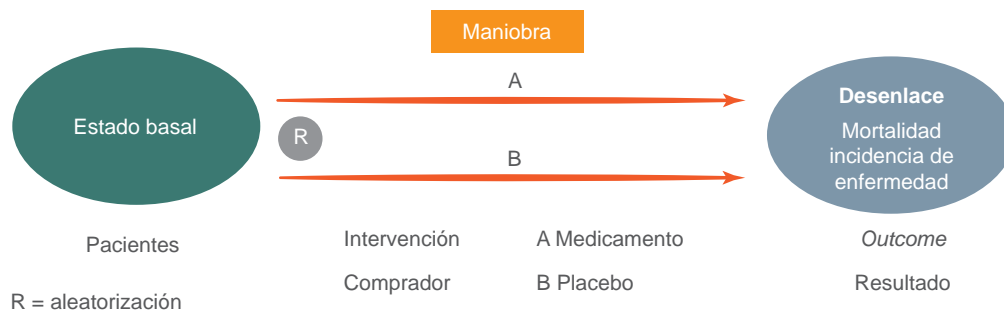 Maniobra
A
Estado basal
R
B
Desenlace
Mortalidad
incidencia de
enfermedad
Pacientes
Intervención
A Medicamento
Outcome
Comprador
B Placebo
Resultado
R = aleatorización